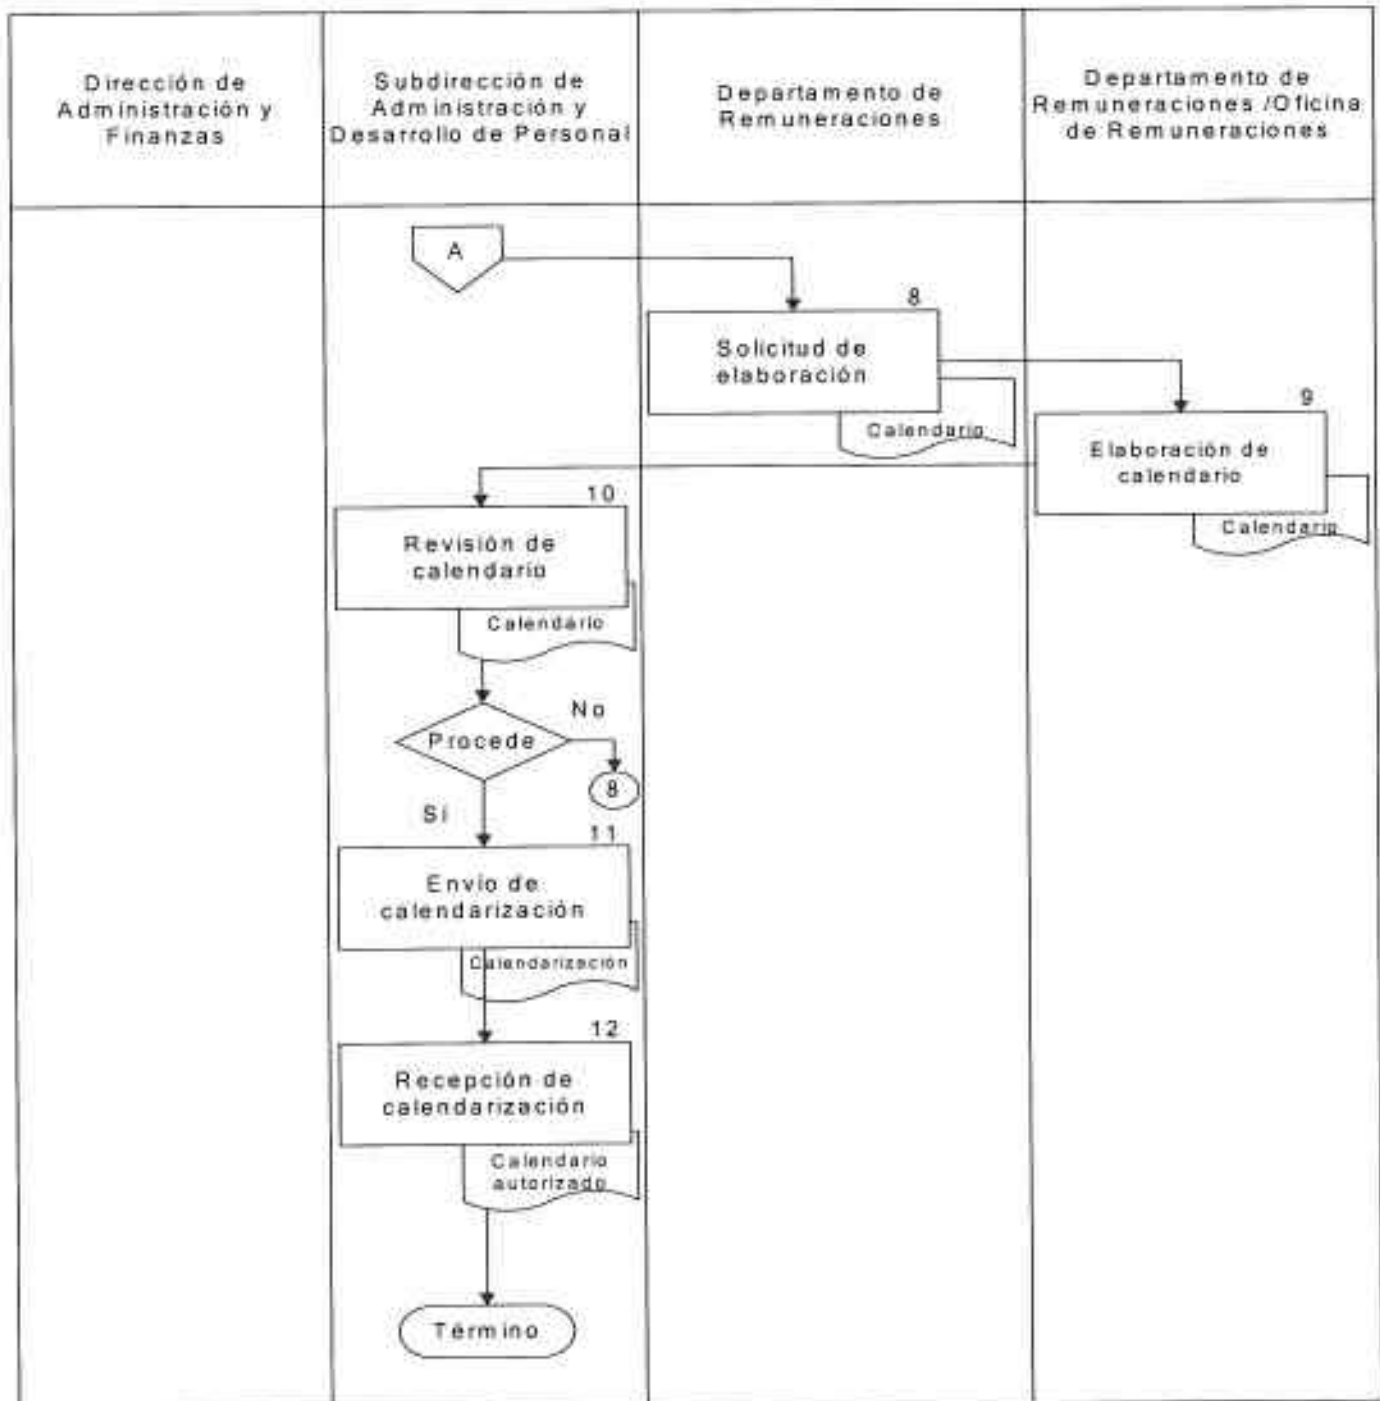 Dirección de
Administración y
Finanzas
Subdirección de
Administración y
Desarrollo de Personal
Departamento de
Remuneraciones
Departamento de
Remuneraciones /Oficina
de Remuneraciones
A
8
Solicitud de
elaboración
Calendario
9
Elaboración de
calendario
Calendario
10
Revisión de
calendario
Calendario
Procede
No
8
Sí
11
Envío de
calendarización
Calendarización
12
Recepción de
calendarización
Calendario
autorizado
Término